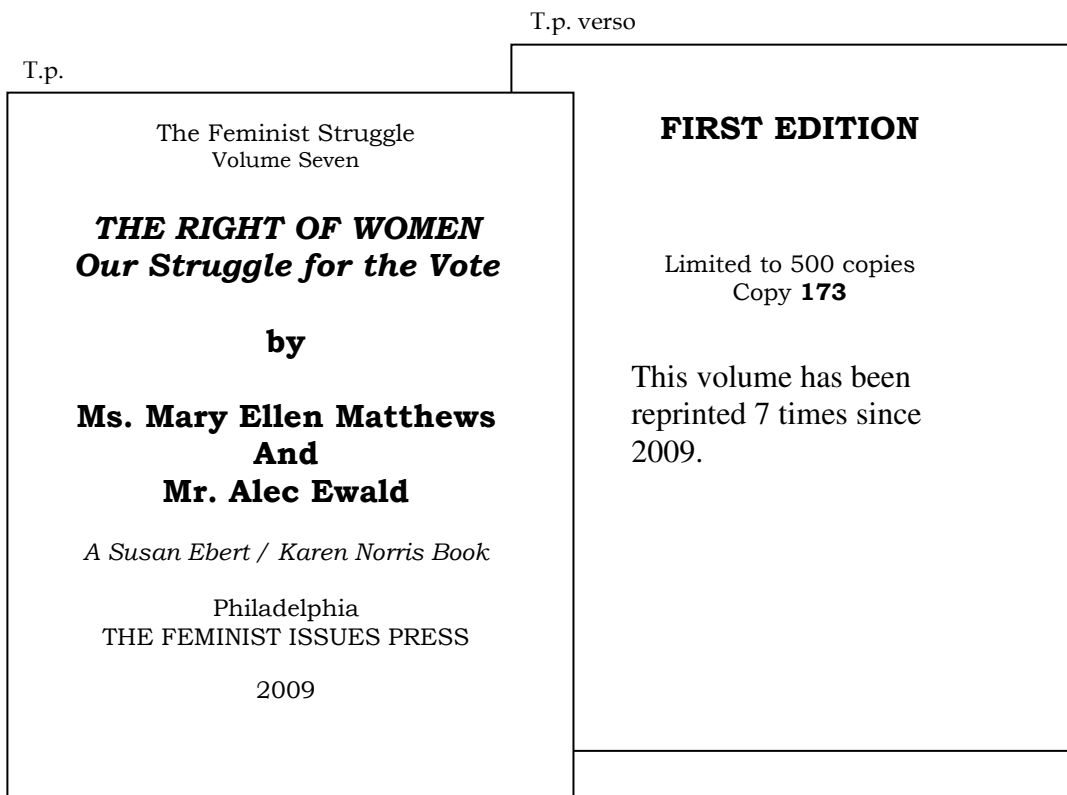 T.p.
The Feminist Struggle
Volume Seven
THE RIGHT OF WOMEN
Our Struggle for the Vote
by
Ms. Mary Ellen Matthews
And
Mr. Alec Ewald
A Susan Ebert / Karen Norris Book
Philadelphia
THE FEMINIST ISSUES PRESS
2009
T.p. verso
FIRST EDITION
Limited to 500 copies
Copy 173
This volume has been
reprinted 7 times since
2009.